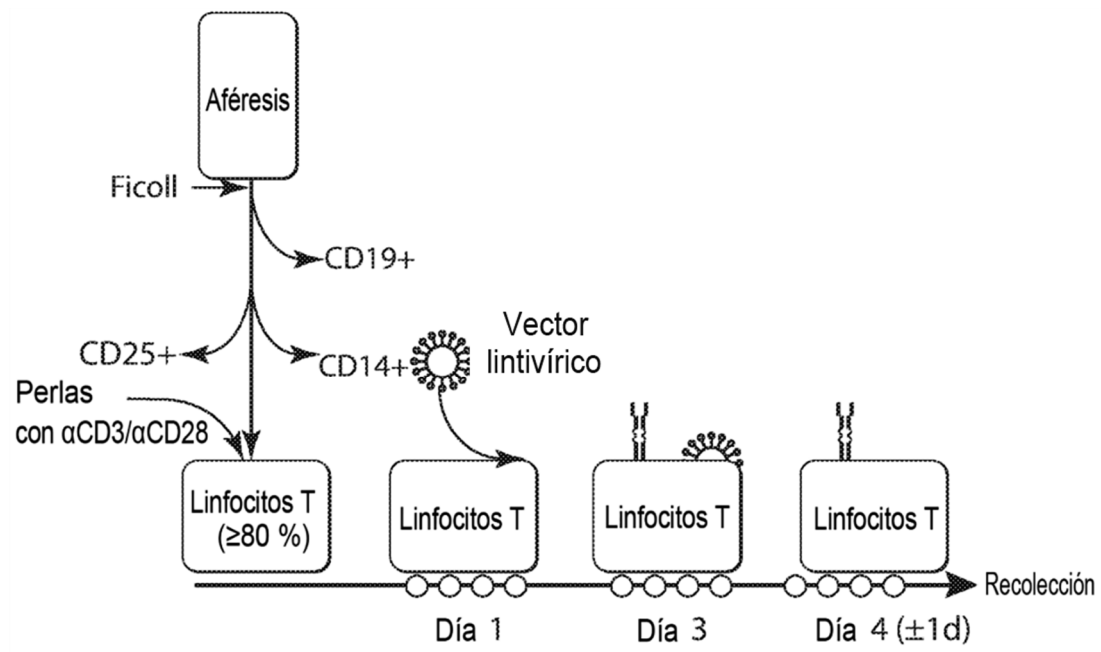 Aféresis
Ficoll
CD19+
CD25+
CD14+
Vector
lintivírico
Perlas
con αCD3/αCD28
Linfocitos T
(≥80 %)
Linfocitos T
Linfocitos T
Linfocitos T
Recolección
Día 1
Día 3
Día 4 (±1d)